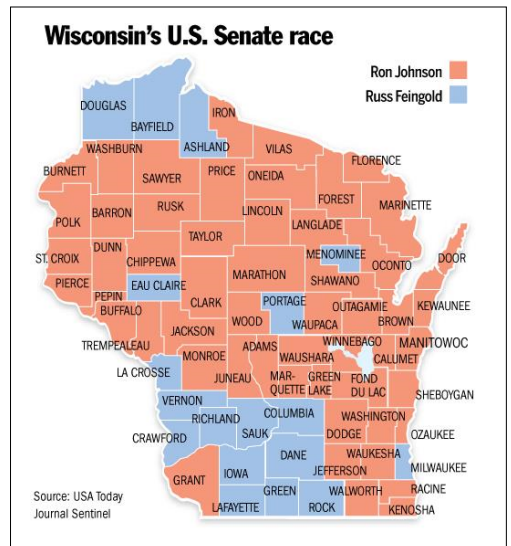 Wisconsin's U.S. Senate race
Ron Johnson
Russ Feingold
DOUGLAS
BAYFIELD
IRON
ASHLAND
WASHBURN
VILAS
FLORENCE
BURNETT
SAWYER
PRICE
ONEIDA
FOREST
MARINETTE
POLK
BARRON
RUSK
LINCOLN
LANGLADE
TAYLOR
DUNN
ST. CROIX
CHIPPEWA
MENOMINEE
OCONTO
DOOR
MARATHON
SHAWANO
PIERCE
PEPIN
EAU CLAIRE
CLARK
PORTAGE
OUTAGAMIE
KEWAUNEE
BUFFALO
WOOD
WAUPACA
BROWN
JACKSON
TREMPEALEAU
ADAMS
WINNEBAGO
MANITOWOC
MONROE
WAUSHARA
CALUMET
LA CROSSE
JUNEAU
MAR-
QUETTE
GREEN
LAKE
FOND
DU LAC
SHEBOYGAN
VERNON
RICHLAND
COLUMBIA
WASHINGTON
CRAWFORD
SAUK
DODGE
OZAUKEE
DANE
WAUKESHA
GRANT
IOWA
JEFFERSON
MILWAUKEE
GREEN
WALWORTH
RACINE
LAFAYETTE
ROCK
KENOSHA
Source: USA Today
Journal Sentinel